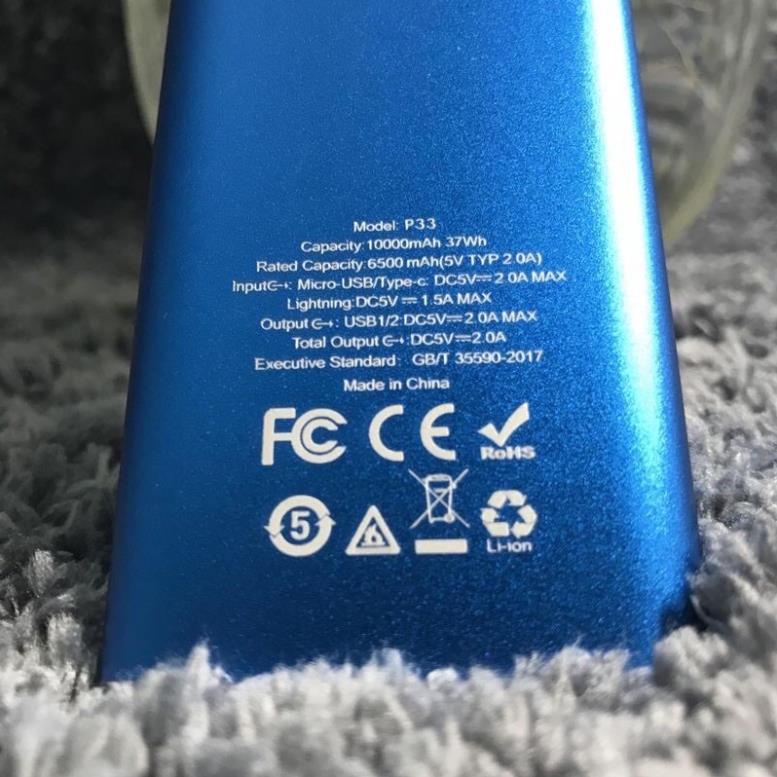 Model: P33
Capacity:10000mAh 37Wh
Rated Capacity:6500 mAh(5V TYP 2.0A)
Input: Micro-USB/Type-c: DC5V⎓2.0A MAX
Lightning:DC5V⎓1.5A MAX
Output: USB1/2:DC5V⎓2.0A MAX
Total Output:DC5V⎓2.0A
Executive Standard: GB/T 35590-2017
Made in China
FC CE RoHS
5
Li-ion